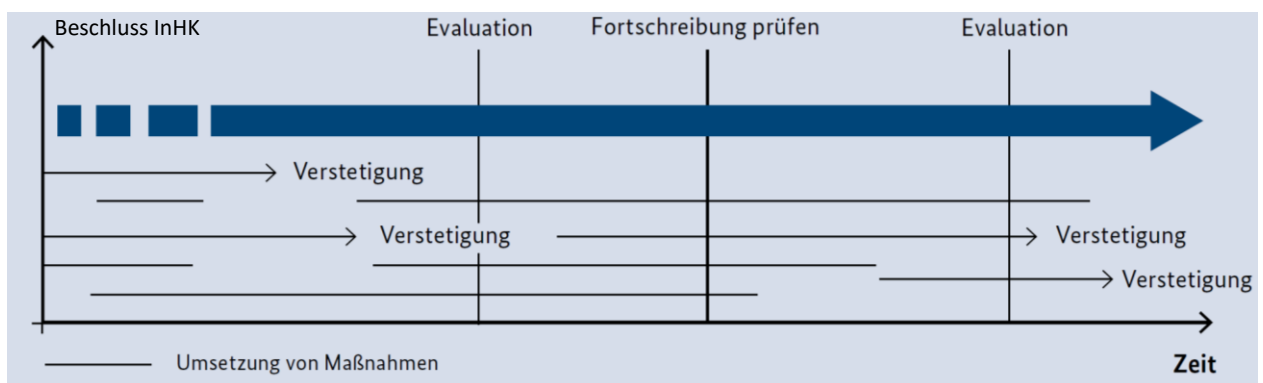 Beschluss InHK
Evaluation
Fortschreibung prüfen
Evaluation
Verstetigung
Verstetigung
Verstetigung
Verstetigung
Umsetzung von Maßnahmen
Zeit